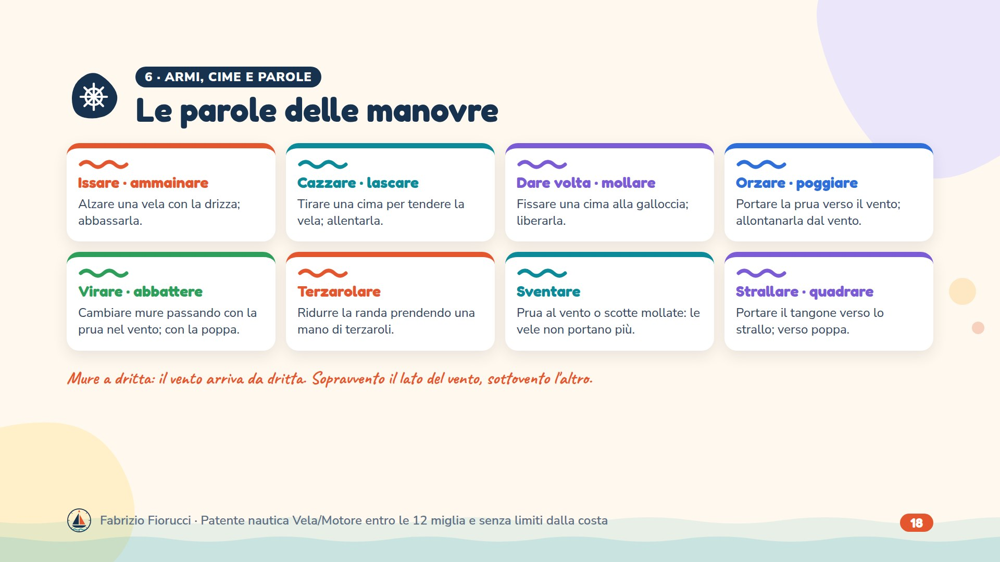 6 · ARMI, CIME E PAROLE
Le parole delle manovre
Issare · ammainare
Alzare una vela con la drizza;
abbassarla.
Cazzare · lascare
Tirare una cima per tendere la
vela; allentarla.
Dare volta · mollare
Fissare una cima alla galloccia;
liberarla.
Orzare · poggiare
Portare la prua verso il vento;
allontanarla dal vento.
Virare · abbattere
Cambiare mure passando con la
prua nel vento; con la poppa.
Terzarolare
Ridurre la randa prendendo una
mano di terzaroli.
Sventare
Prua al vento o scotte mollate: le
vele non portano più.
Strallare · quadrare
Portare il tangone verso lo
strallo; verso poppa.
Mure a dritta: il vento arriva da dritta. Sopravvento il lato del vento, sottovento l'altro.
Fabrizio Fiorucci · Patente nautica Vela/Motore entro le 12 miglia e senza limiti dalla costa
18